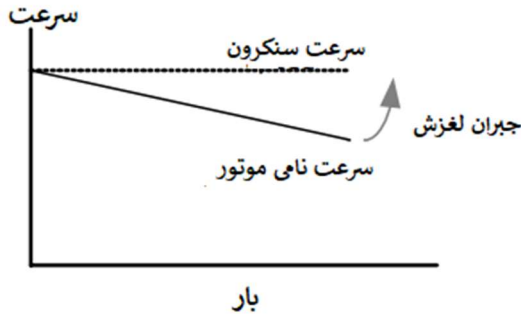 سرعت
سرعت سنکرون
جبران لغزش
سرعت نامی موتور
بار